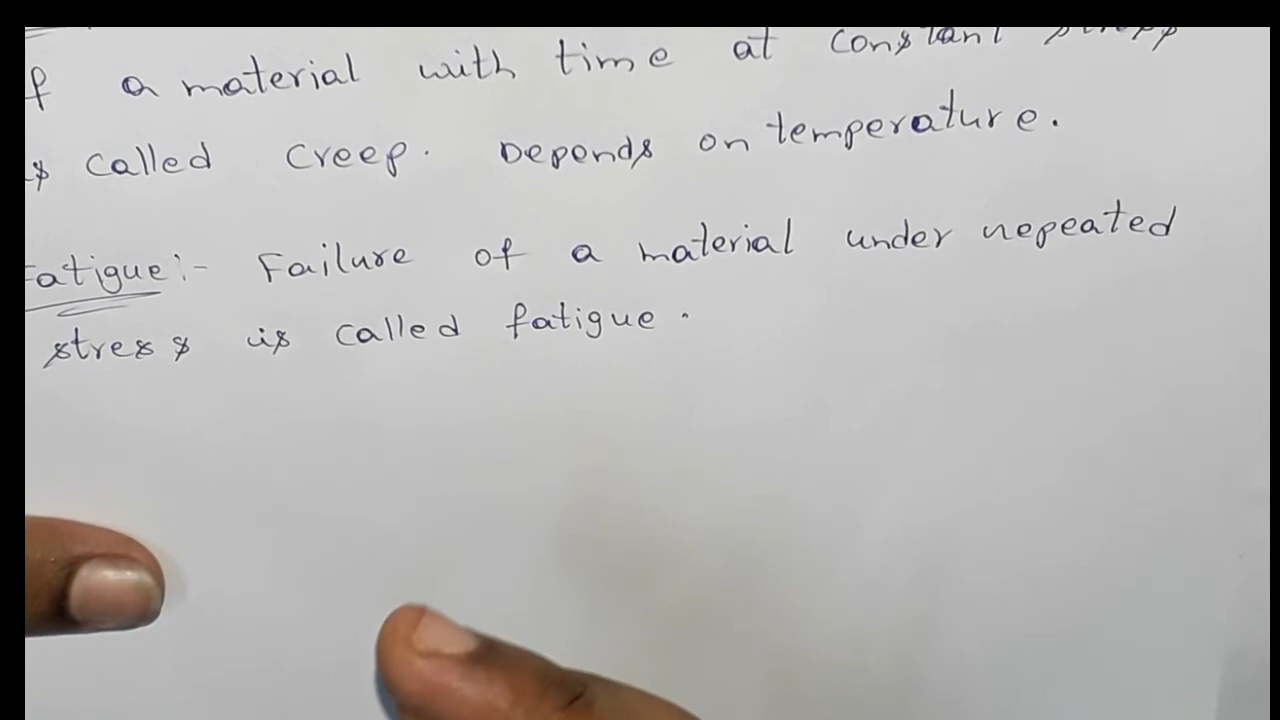 f a material with time at constant stress
is called creep. Depends on temperature.
Fatigue:- Failure of a material under repeated
stress is called fatigue.